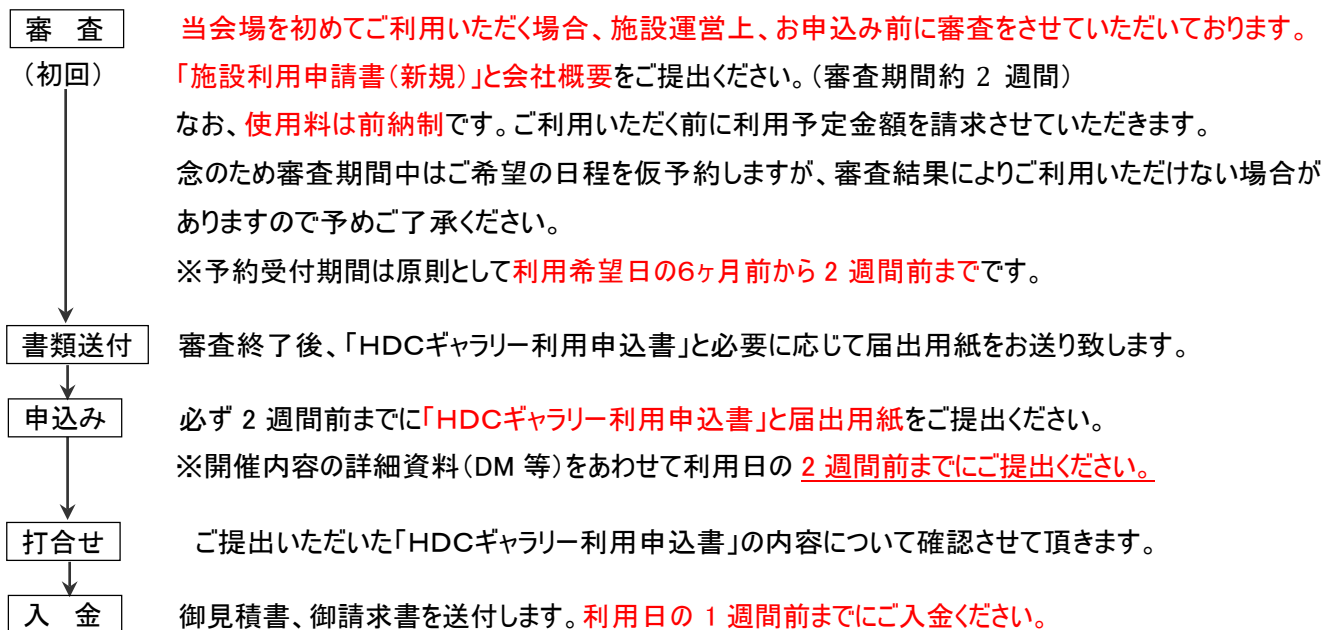 審 査 当会場を初めてご利用いただく場合、施設運営上、お申込み前に審査をさせていただいております。
（初回） 「施設利用申請書（新規）」と会社概要をご提出ください。（審査期間約 2 週間）
なお、使用料は前納制です。ご利用いただく前に利用予定金額を請求させていただきます。
念のため審査期間中はご希望の日程を仮予約しますが、審査結果によりご利用いただけない場合が
ありますので予めご了承ください。
※予約受付期間は原則として利用希望日の６ヶ月前から 2 週間前までです。
書類送付 審査終了後、「ＨＤＣギャラリー利用申込書」と必要に応じて届出用紙をお送り致します。
申込み 必ず 2 週間前までに「ＨＤＣギャラリー利用申込書」と届出用紙をご提出ください。
※開催内容の詳細資料（DM 等）をあわせて利用日の 2 週間前までにご提出ください。
打合せ ご提出いただいた「ＨＤＣギャラリー利用申込書」の内容について確認させて頂きます。
入 金 御見積書、御請求書を送付します。利用日の 1 週間前までにご入金ください。